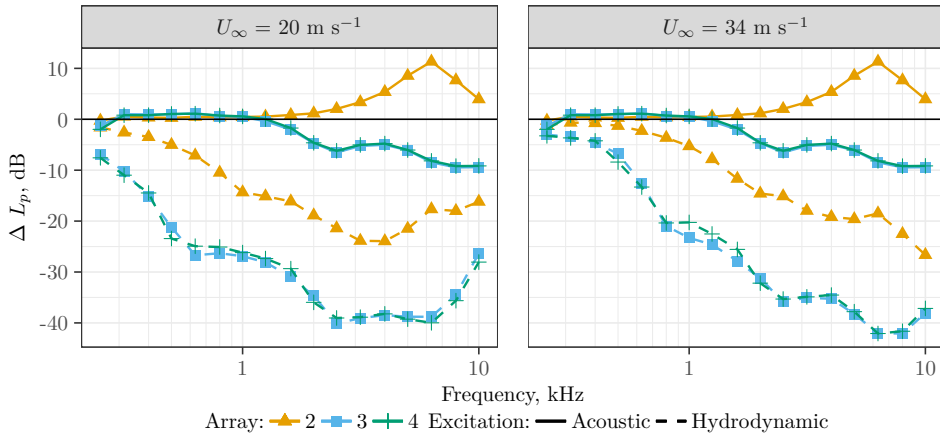 U∞ = 20 m s⁻¹
U∞ = 34 m s⁻¹
10
0
-10
-20
-30
-40
Δ Lₚ, dB
1
10
1
10
Frequency, kHz
Array: 2 3 4 Excitation: Acoustic Hydrodynamic